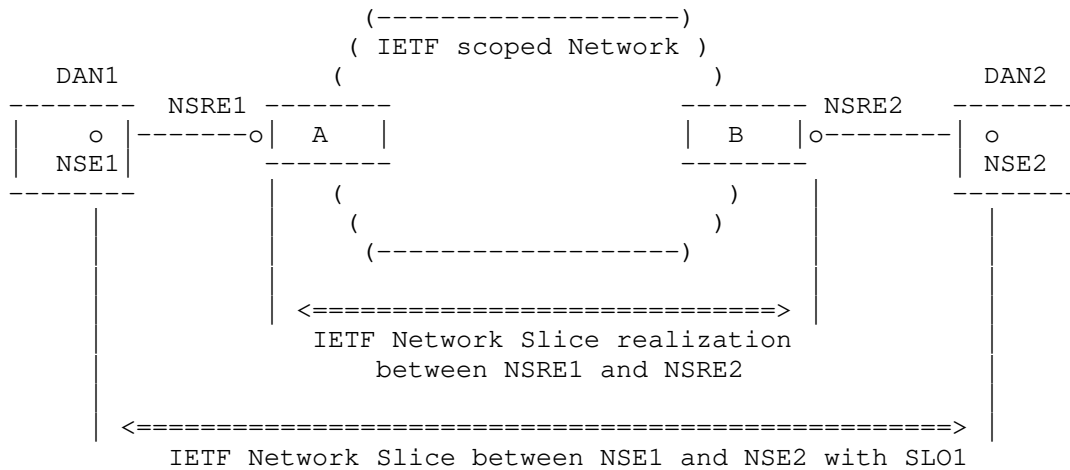 IETF scoped Network
DAN1 DAN2
NSRE1 NSRE2
o o A B o o
NSE1 NSE2
IETF Network Slice realization
between NSRE1 and NSRE2
IETF Network Slice between NSE1 and NSE2 with SLO1